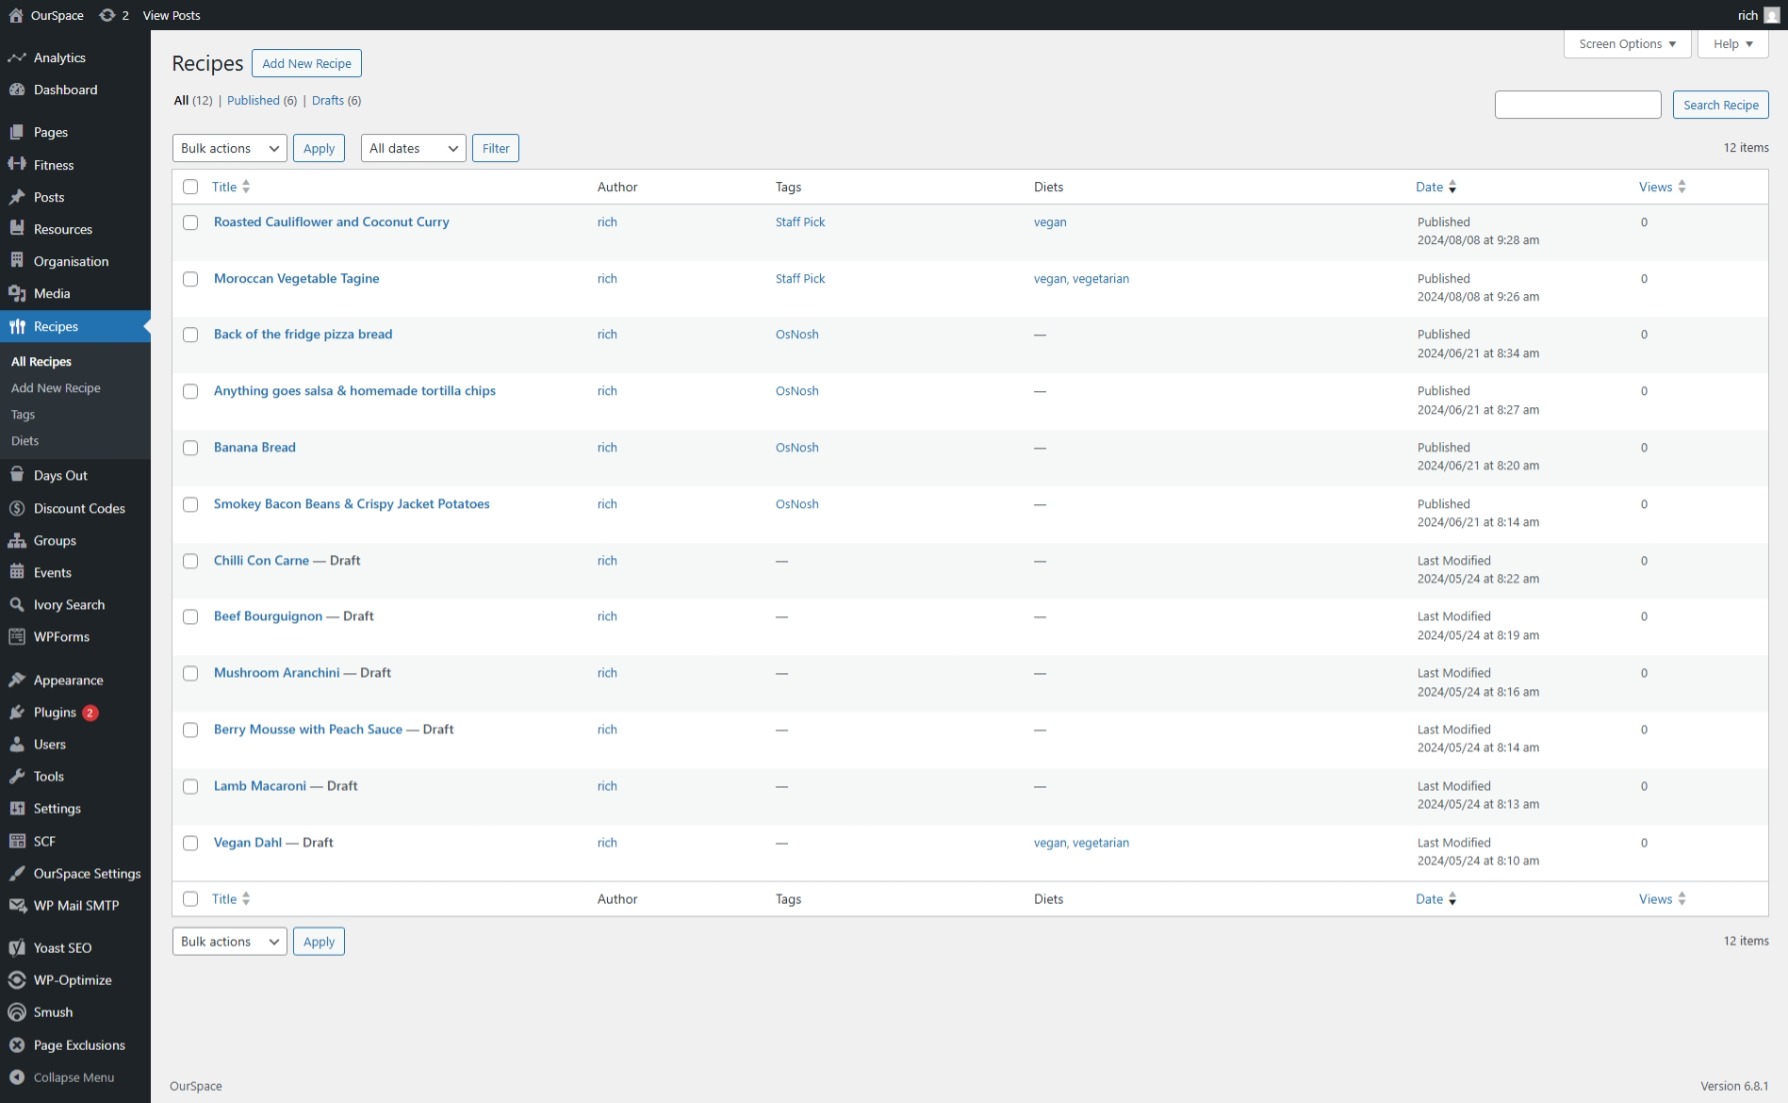 OurSpace 2 View Posts rich
Analytics
Dashboard
Pages
Fitness
Posts
Resources
Organisation
Media
Recipes
All Recipes
Add New Recipe
Tags
Diets
Days Out
Discount Codes
Groups
Events
Ivory Search
WPForms
Appearance
Plugins 2
Users
Tools
Settings
SCF
OurSpace Settings
WP Mail SMTP
Yoast SEO
WP-Optimize
Smush
Page Exclusions
Collapse Menu
Screen Options Help
Recipes Add New Recipe
All (12) | Published (6) | Drafts (6)
Search Recipe
Bulk actions Apply All dates Filter 12 items
Title Author Tags Diets Date Views
Roasted Cauliflower and Coconut Curry rich Staff Pick vegan Published 0
2024/08/08 at 9:28 am
Moroccan Vegetable Tagine rich Staff Pick vegan, vegetarian Published 0
2024/08/08 at 9:26 am
Back of the fridge pizza bread rich OsNosh — Published 0
2024/06/21 at 8:34 am
Anything goes salsa & homemade tortilla chips rich OsNosh — Published 0
2024/06/21 at 8:27 am
Banana Bread rich OsNosh — Published 0
2024/06/21 at 8:20 am
Smokey Bacon Beans & Crispy Jacket Potatoes rich OsNosh — Published 0
2024/06/21 at 8:14 am
Chilli Con Carne — Draft rich — — Last Modified 0
2024/05/24 at 8:22 am
Beef Bourguignon — Draft rich — — Last Modified 0
2024/05/24 at 8:19 am
Mushroom Aranchini — Draft rich — — Last Modified 0
2024/05/24 at 8:16 am
Berry Mousse with Peach Sauce — Draft rich — — Last Modified 0
2024/05/24 at 8:14 am
Lamb Macaroni — Draft rich — — Last Modified 0
2024/05/24 at 8:13 am
Vegan Dahl — Draft rich — vegan, vegetarian Last Modified 0
2024/05/24 at 8:10 am
Title Author Tags Diets Date Views
Bulk actions Apply 12 items
OurSpace Version 6.8.1